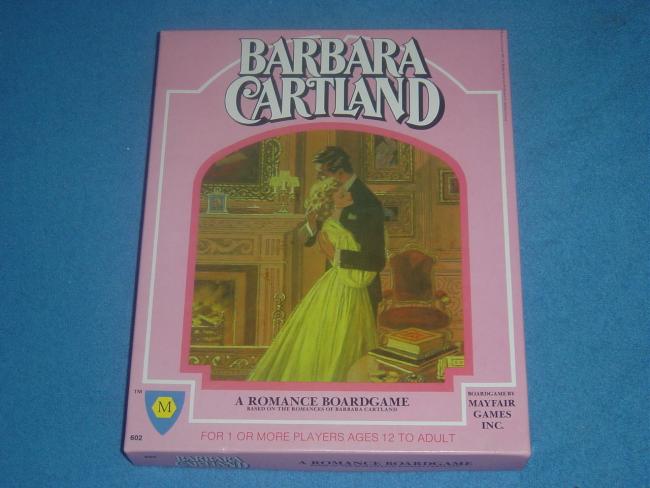 BARBARA
CARTLAND
A ROMANCE BOARDGAME
BASED ON THE ROMANCES OF BARBARA CARTLAND
BOARDGAME BY
MAYFAIR
GAMES
INC.
TM
M
602
FOR 1 OR MORE PLAYERS AGES 12 TO ADULT
BARBARA
CARTLAND
A ROMANCE BOARDGAME